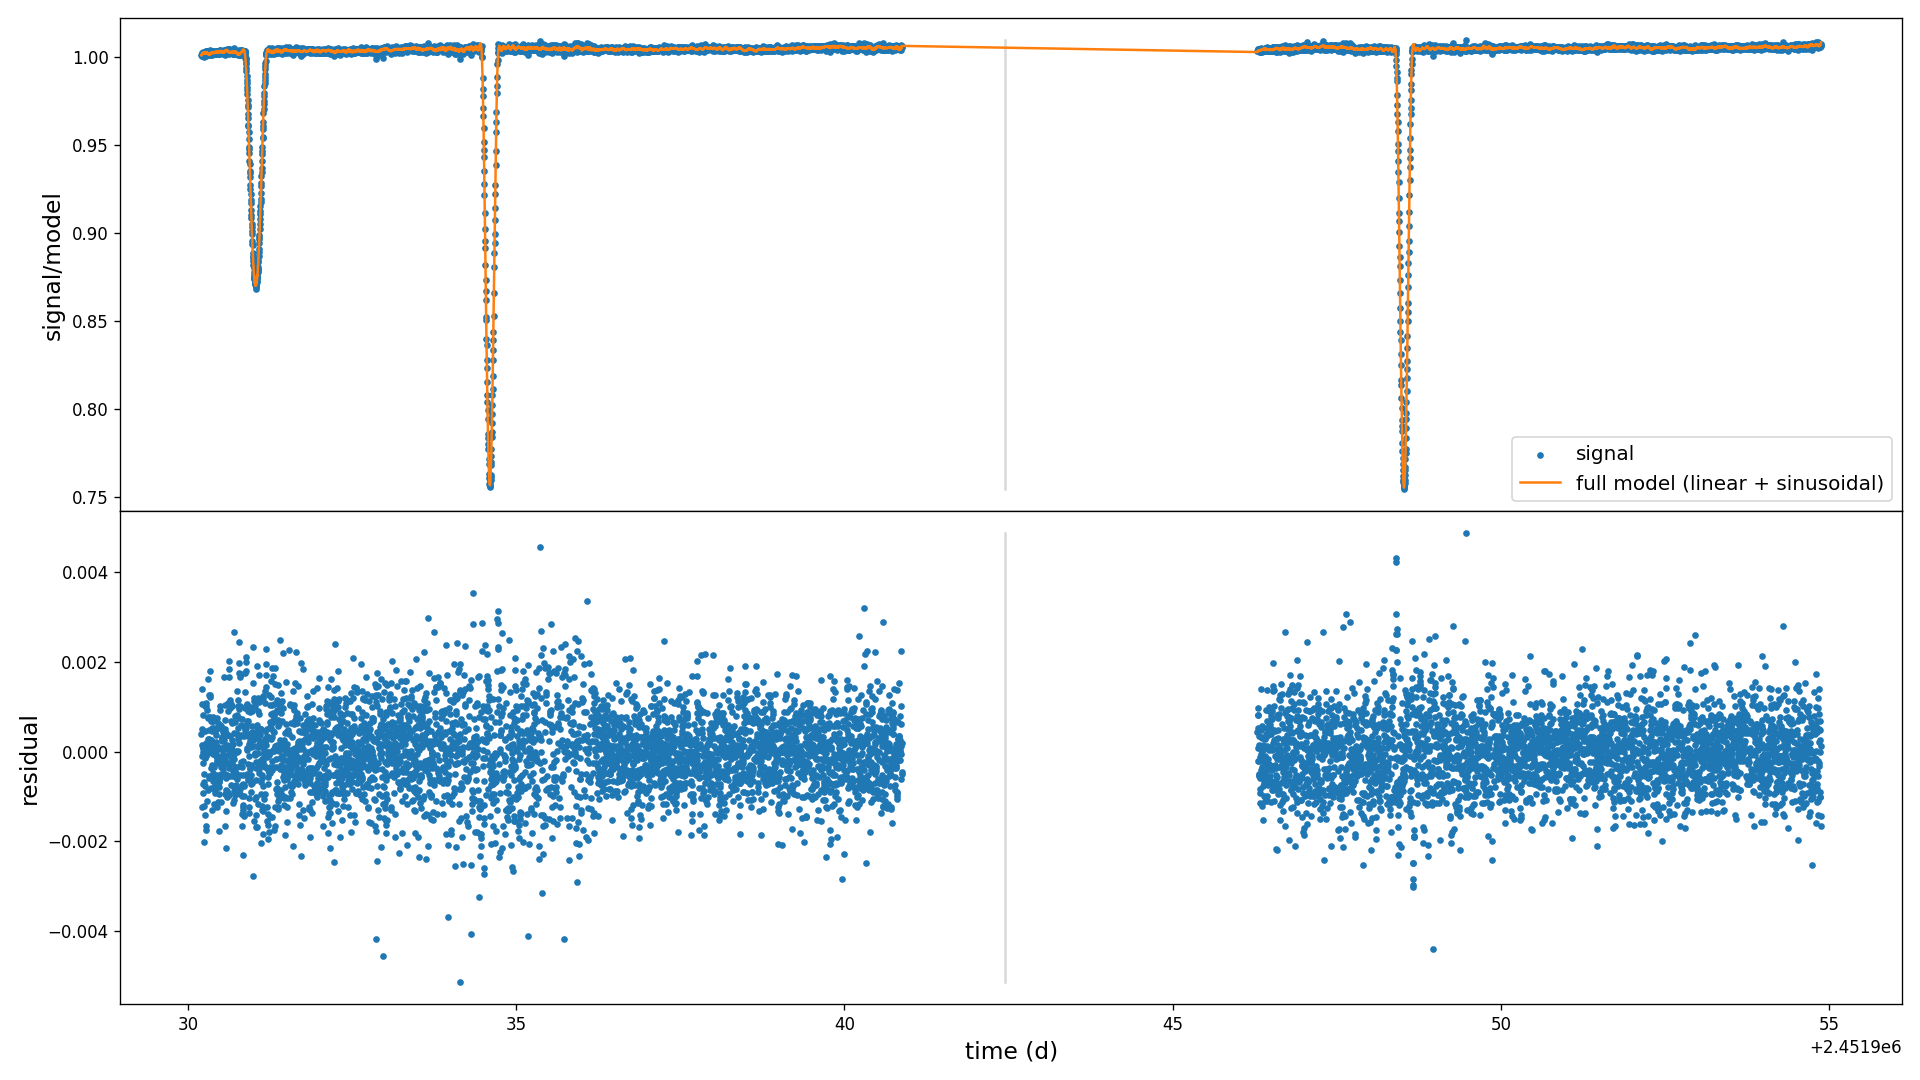 1.00
0.95
0.90
0.85
0.80
0.75
signal/model
signal
full model (linear + sinusoidal)
0.004
0.002
0.000
−0.002
−0.004
residual
30
35
40
45
50
55
time (d)
+2.4519e6